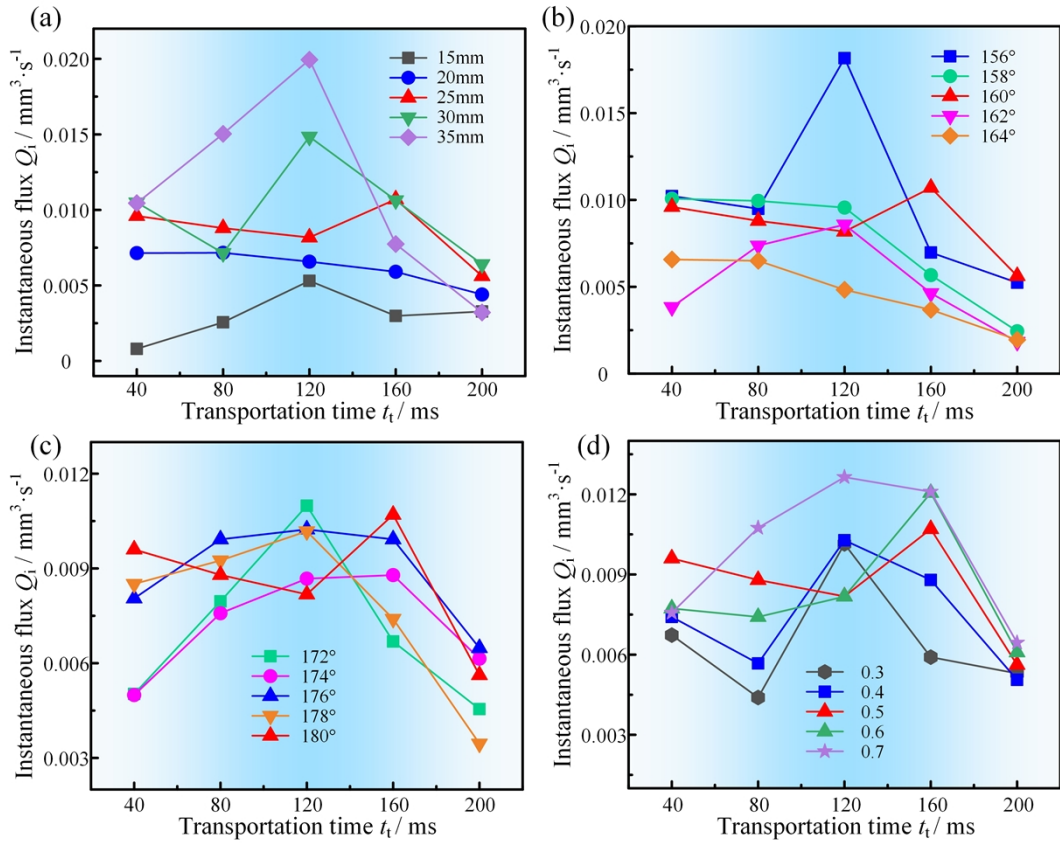 (a)
Instantaneous flux Qi / mm³·s⁻¹
0.020
0.015
0.010
0.005
0
15mm
20mm
25mm
30mm
35mm
40 80 120 160 200
Transportation time tt / ms
(b)
Instantaneous flux Qi / mm³·s⁻¹
0.020
0.015
0.010
0.005
0
156°
158°
160°
162°
164°
40 80 120 160 200
Transportation time tt / ms
(c)
Instantaneous flux Qi / mm³·s⁻¹
0.012
0.009
0.006
0.003
172°
174°
176°
178°
180°
40 80 120 160 200
Transportation time tt / ms
(d)
Instantaneous flux Qi / mm³·s⁻¹
0.012
0.009
0.006
0.003
0.3
0.4
0.5
0.6
0.7
40 80 120 160 200
Transportation time tt / ms